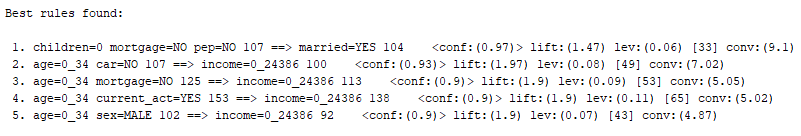 Best rules found:
1. children=0 mortgage=NO pep=NO 107 ==> married=YES 104    <conf:(0.97)> lift:(1.47) lev:(0.06) [33] conv:(9.1)
2. age=0_34 car=NO 107 ==> income=0_24386 100    <conf:(0.93)> lift:(1.97) lev:(0.08) [49] conv:(7.02)
3. age=0_34 mortgage=NO 125 ==> income=0_24386 113    <conf:(0.9)> lift:(1.9) lev:(0.09) [53] conv:(5.05)
4. age=0_34 current_act=YES 153 ==> income=0_24386 138    <conf:(0.9)> lift:(1.9) lev:(0.11) [65] conv:(5.02)
5. age=0_34 sex=MALE 102 ==> income=0_24386 92    <conf:(0.9)> lift:(1.9) lev:(0.07) [43] conv:(4.87)